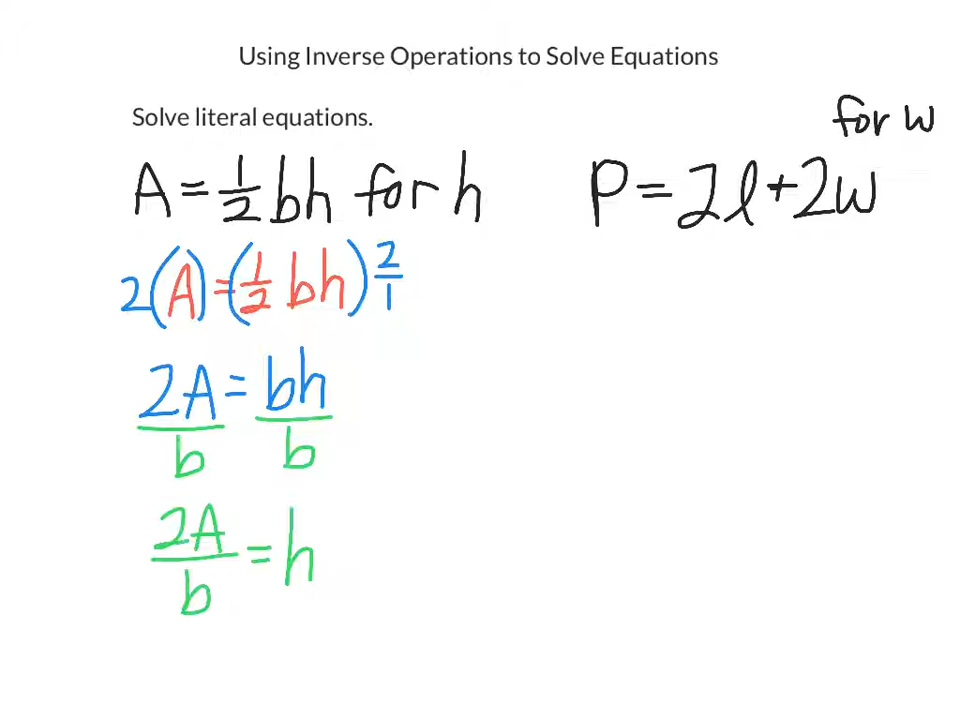 Using Inverse Operations to Solve Equations
Solve literal equations.
A = 1/2 bh for h
2(A) = (1/2 bh) 2/1
2A = bh
b b
2A/b = h
for w
P = 2l + 2w